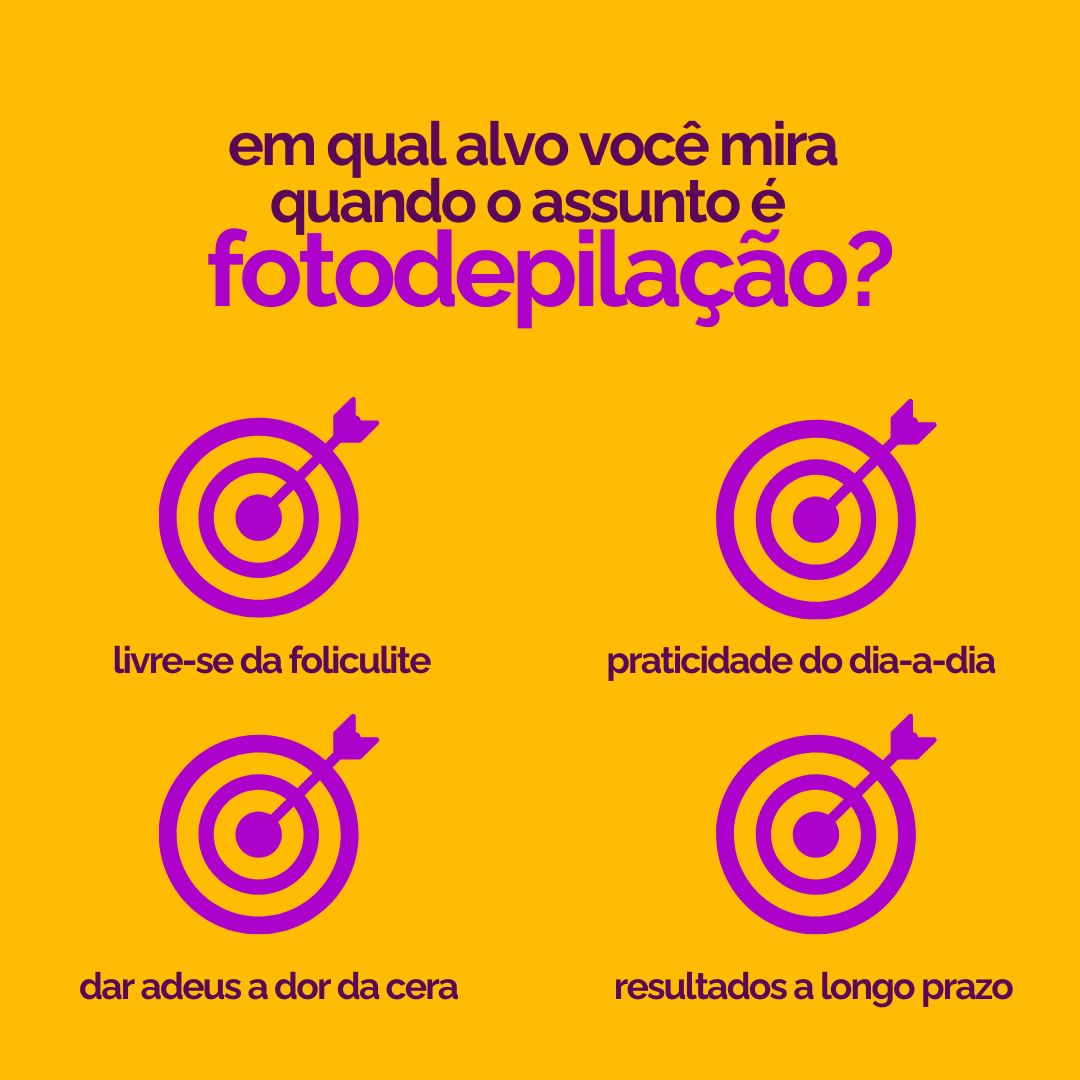 em qual alvo você mira
quando o assunto é
fotodepilação?
livre-se da foliculite
praticidade do dia-a-dia
dar adeus a dor da cera
resultados a longo prazo